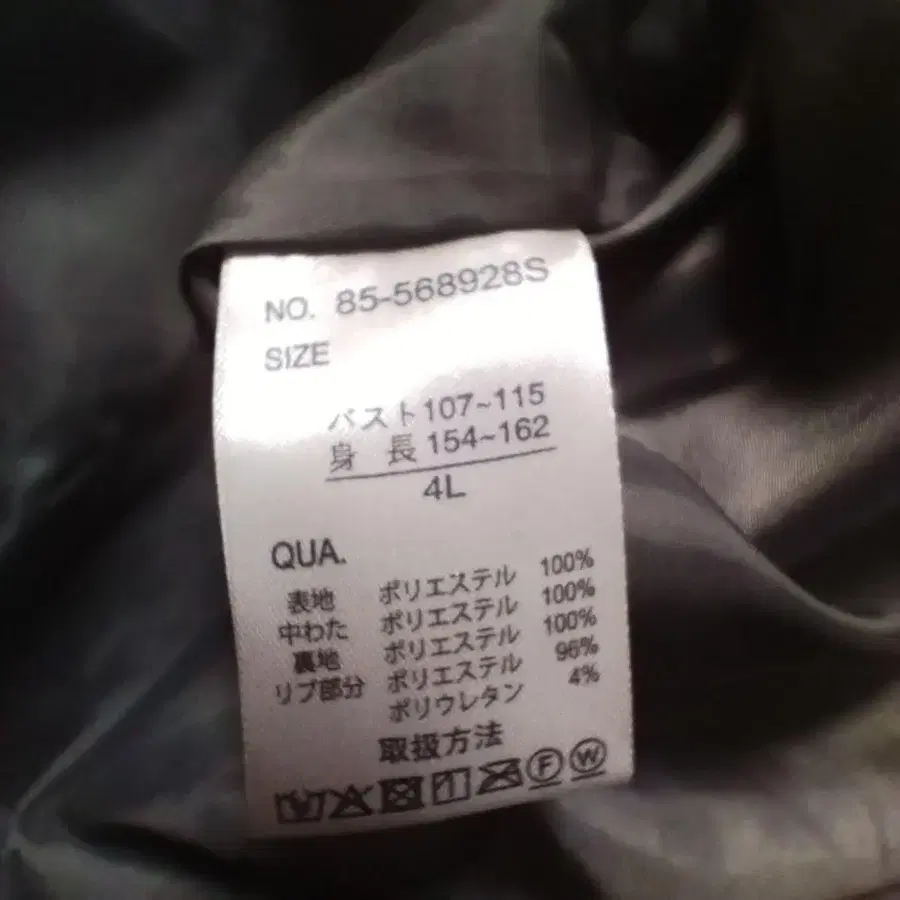 NO. 85-568928S
SIZE
バスト107~115
身 長 154~162
4L
QUA.
表地 ポリエステル 100%
中わた ポリエステル 100%
裏地 ポリエステル 100%
リブ部分 ポリエステル 96%
ポリウレタン 4%
取扱方法
F W